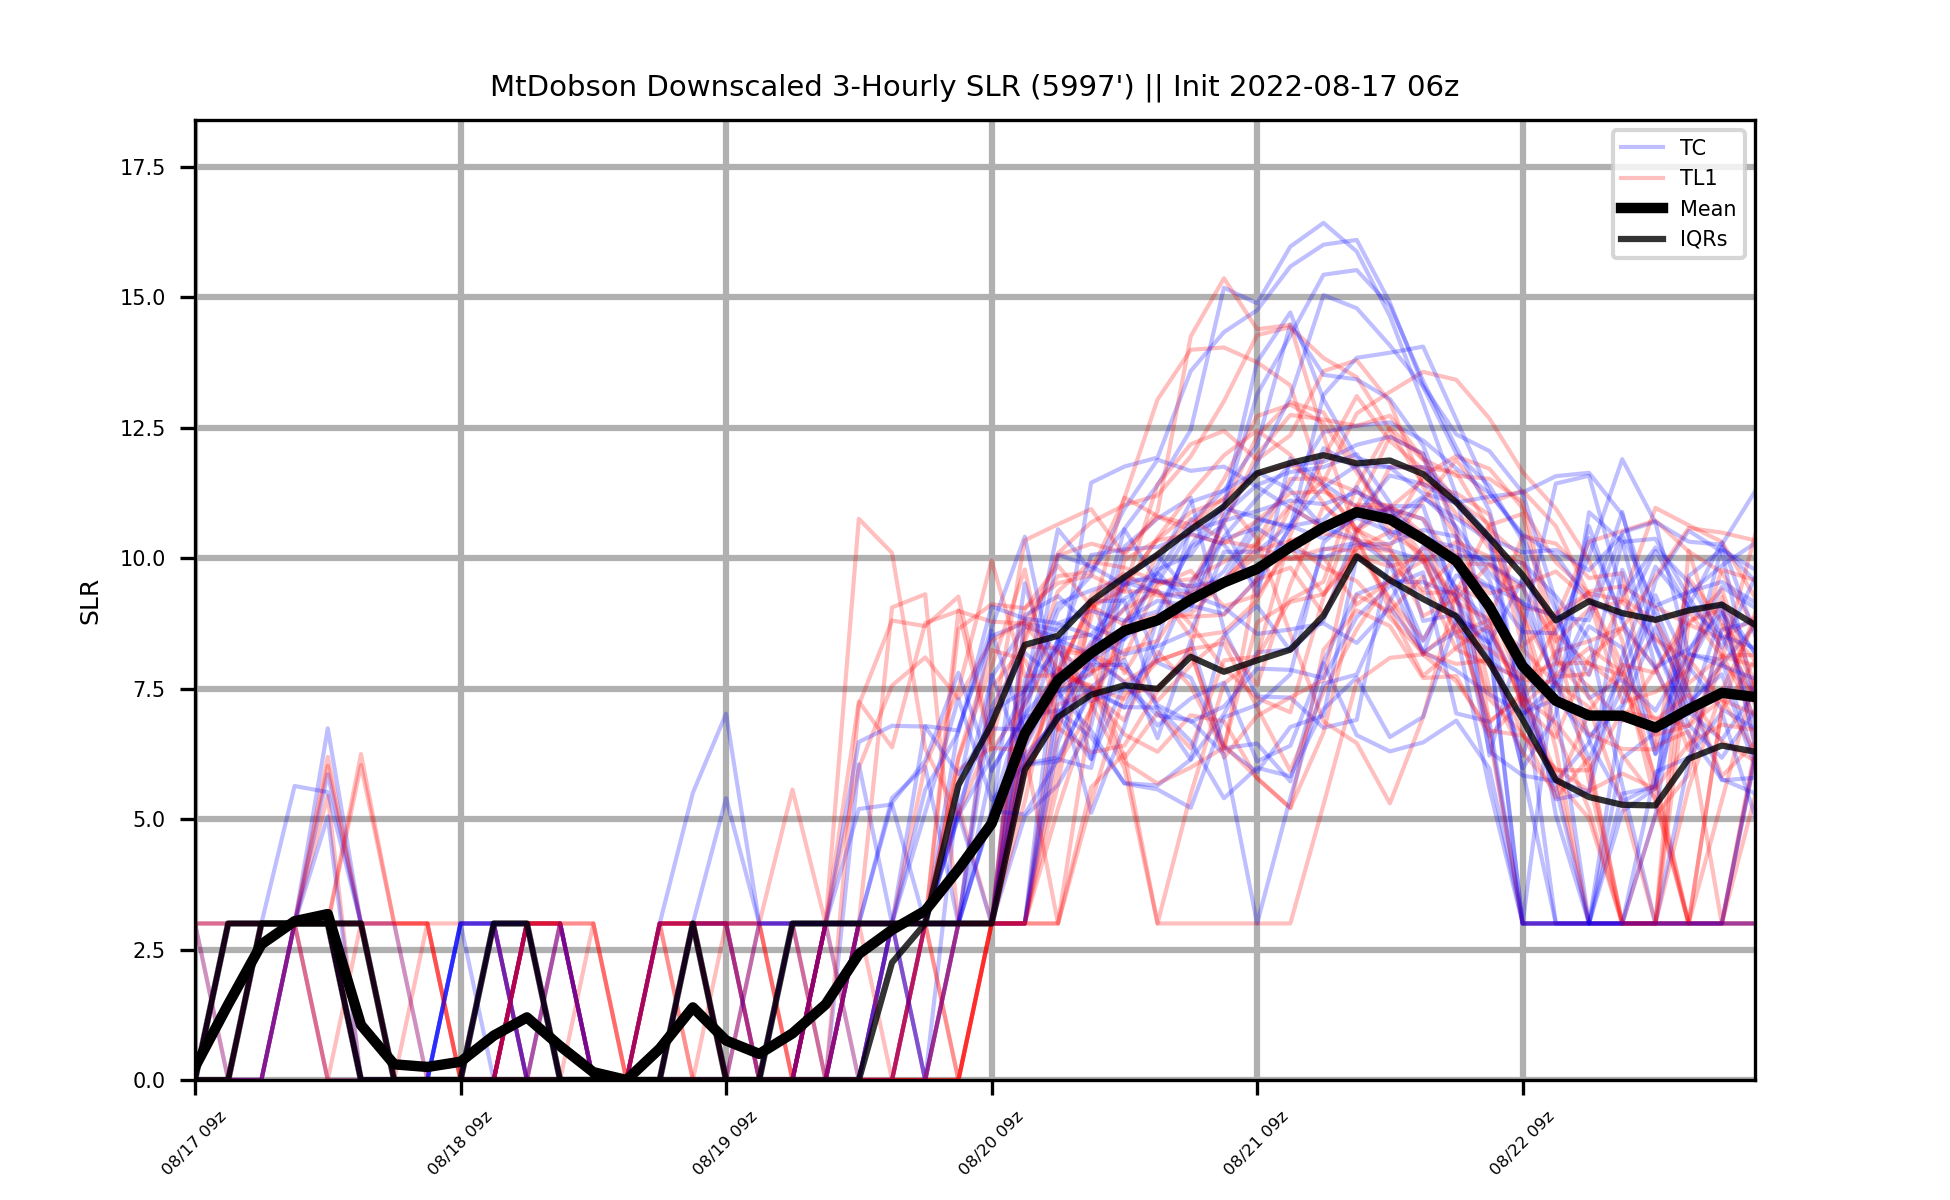 MtDobson Downscaled 3-Hourly SLR (5997') || Init 2022-08-17 06z
TC
TL1
Mean
IQRs
SLR
17.5
15.0
12.5
10.0
7.5
5.0
2.5
0.0
08/17 09z
08/18 09z
08/19 09z
08/20 09z
08/21 09z
08/22 09z